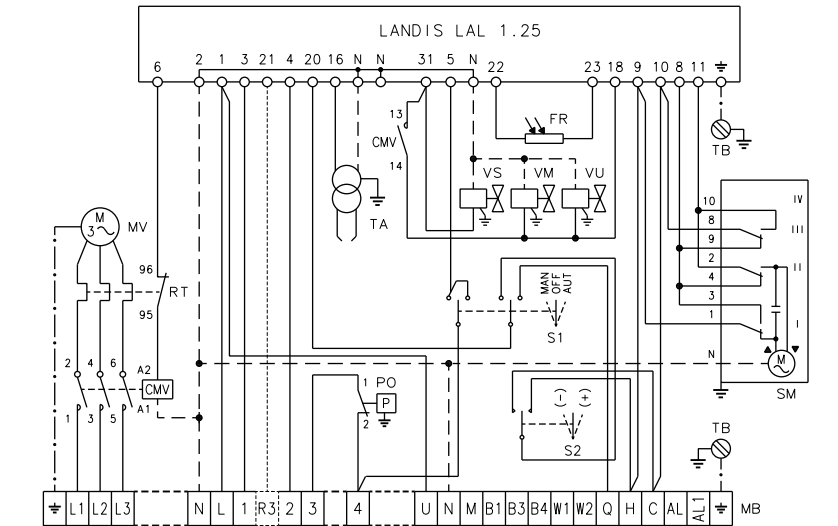 LANDIS LAL 1.25
6 2 1 3 21 4 20 16 N N 31 5 N 22 23 18 9 10 8 11
13
FR
CMV
TB
14
VS VM VU
10 IV
8 III
9
TA
2 II
4
3
1 I
N
M
3
MV
96
RT
95
MAN
OFF
AUT
S1
M
SM
2 4 6 A2
CMV
1 3 5 A1
1 PO
P
2
(-) (+)
S2
TB
L1 L2 L3 N L 1 R3 2 3 4 U N M B1 B3 B4 W1 W2 Q H C AL AL1 MB